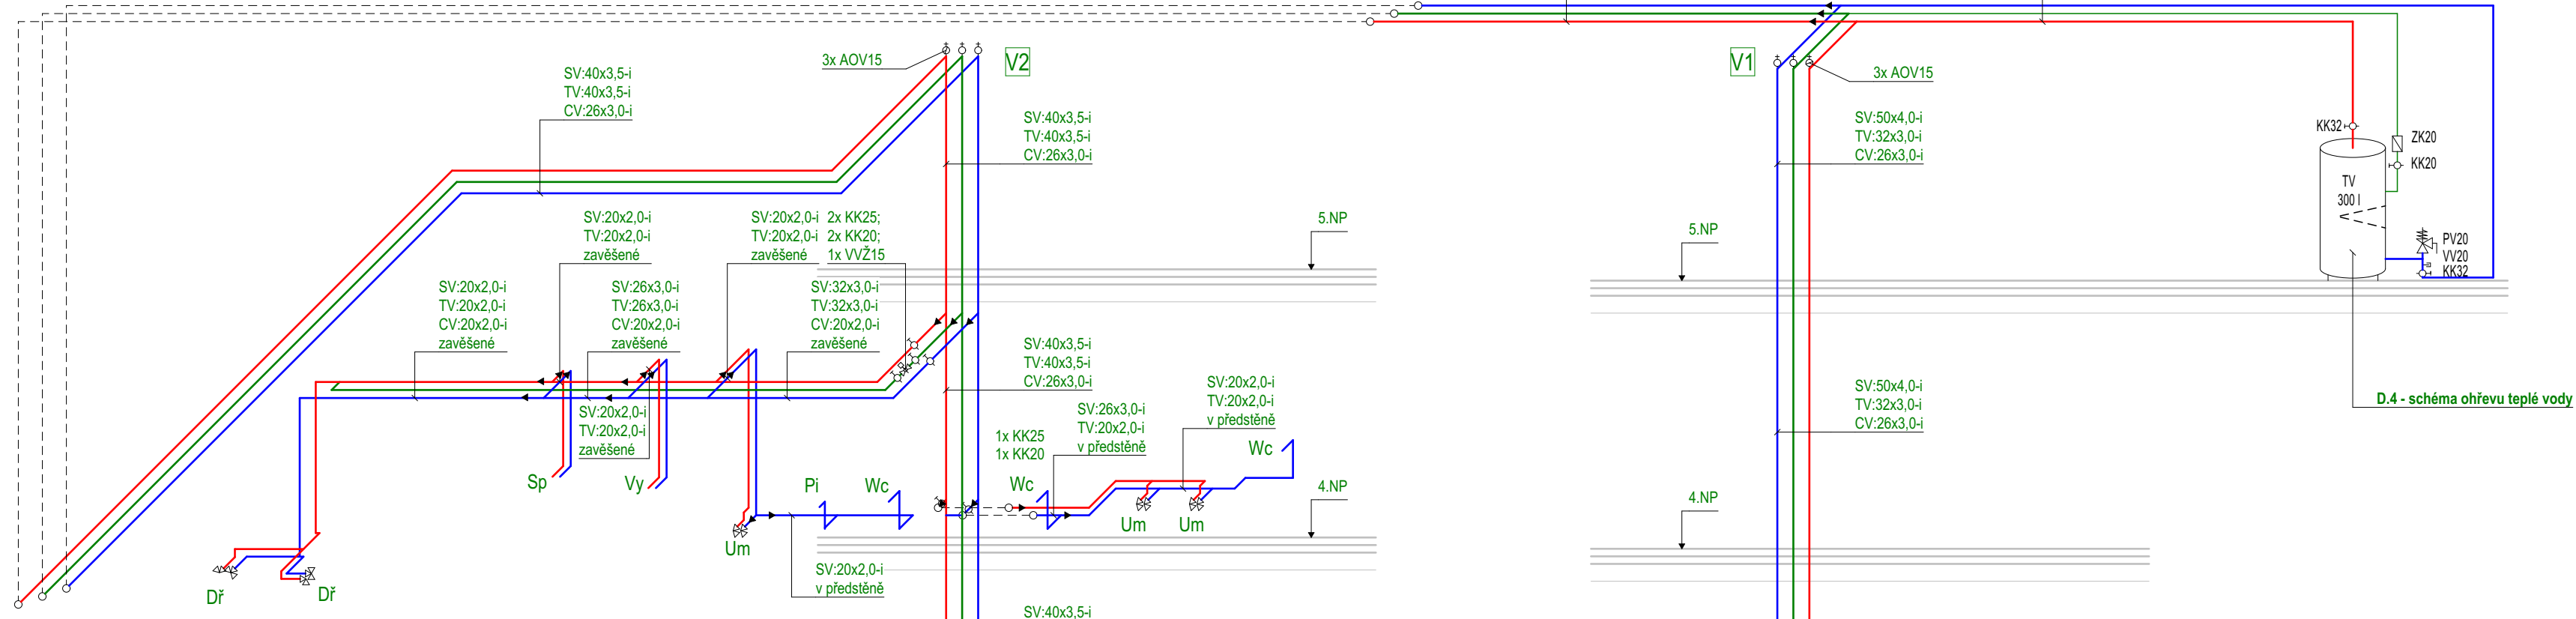 3x AOV15
V2
V1
3x AOV15
SV:40x3,5-i
TV:40x3,5-i
CV:26x3,0-i
SV:40x3,5-i
TV:40x3,5-i
CV:26x3,0-i
SV:50x4,0-i
TV:32x3,0-i
CV:26x3,0-i
KK32
ZK20
KK20
TV
300 l
PV20
VV20
KK32
SV:20x2,0-i
TV:20x2,0-i
zavěšené
SV:20x2,0-i
TV:20x2,0-i
zavěšené
2x KK25;
2x KK20;
1x VVŽ15
5.NP
5.NP
SV:20x2,0-i
TV:20x2,0-i
CV:20x2,0-i
zavěšené
SV:26x3,0-i
TV:26x3,0-i
CV:20x2,0-i
zavěšené
SV:32x3,0-i
TV:32x3,0-i
CV:20x2,0-i
zavěšené
SV:40x3,5-i
TV:40x3,5-i
CV:26x3,0-i
SV:50x4,0-i
TV:32x3,0-i
CV:26x3,0-i
D.4 - schéma ohřevu teplé vody
SV:20x2,0-i
TV:20x2,0-i
zavěšené
SV:26x3,0-i
TV:20x2,0-i
v předstěně
SV:20x2,0-i
TV:20x2,0-i
v předstěně
1x KK25
1x KK20
Wc
Sp
Vy
Pi
Wc
Wc
4.NP
4.NP
Um
Um
Um
Dř
Dř
SV:20x2,0-i
v předstěně
SV:40x3,5-i